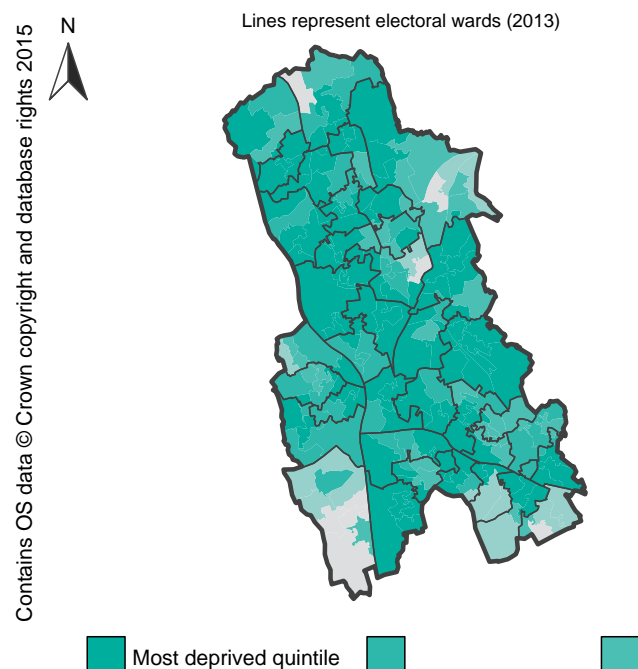 Lines represent electoral wards (2013)
N
Contains OS data © Crown copyright and database rights 2015
Most deprived quintile